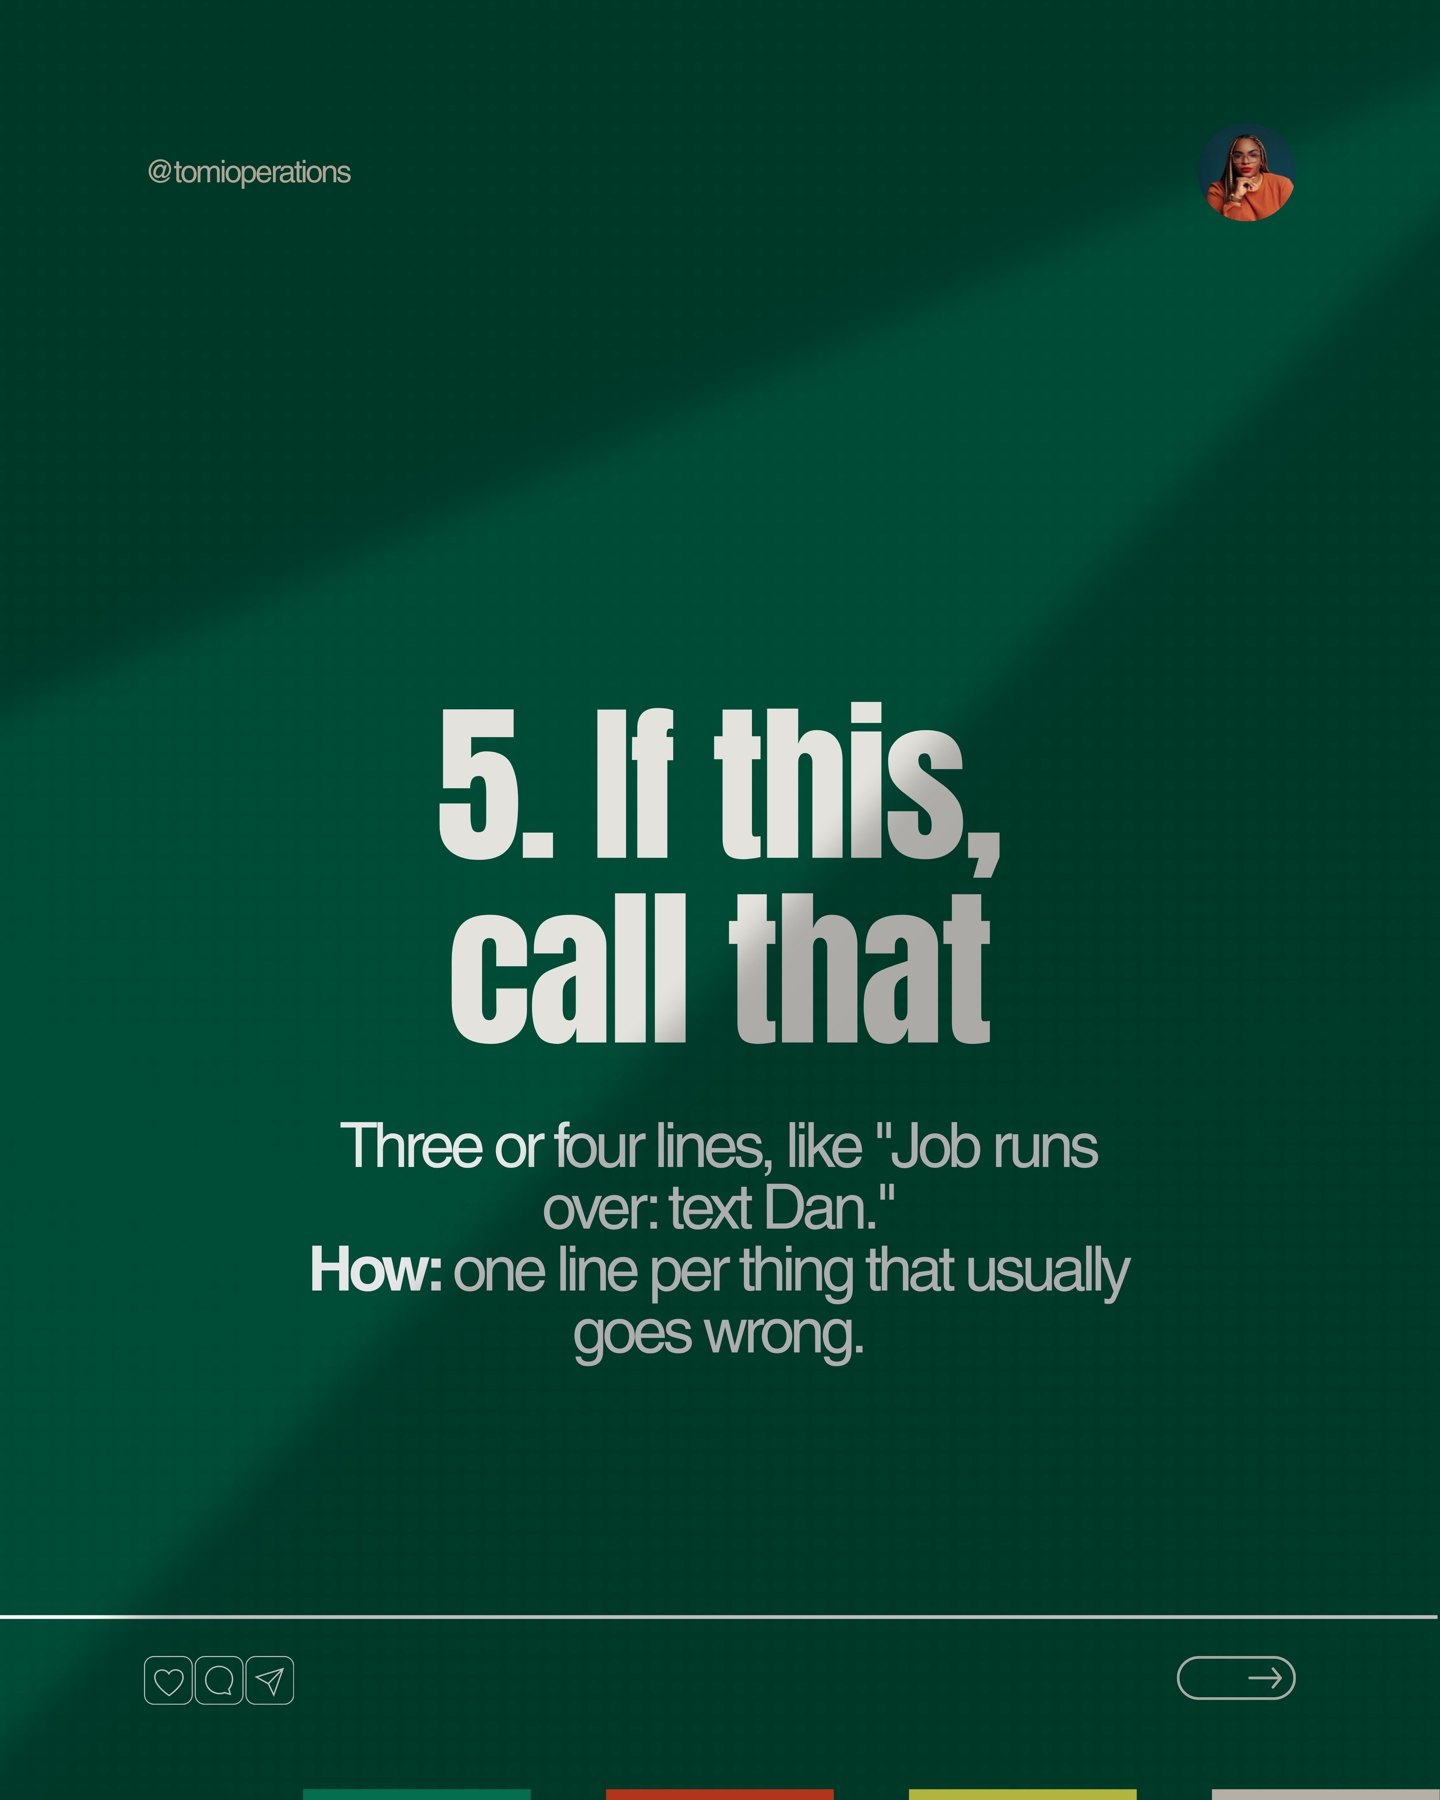 @tomioperations
5. If this,
call that
Three or four lines, like "Job runs
over: text Dan."
How: one line per thing that usually
goes wrong.